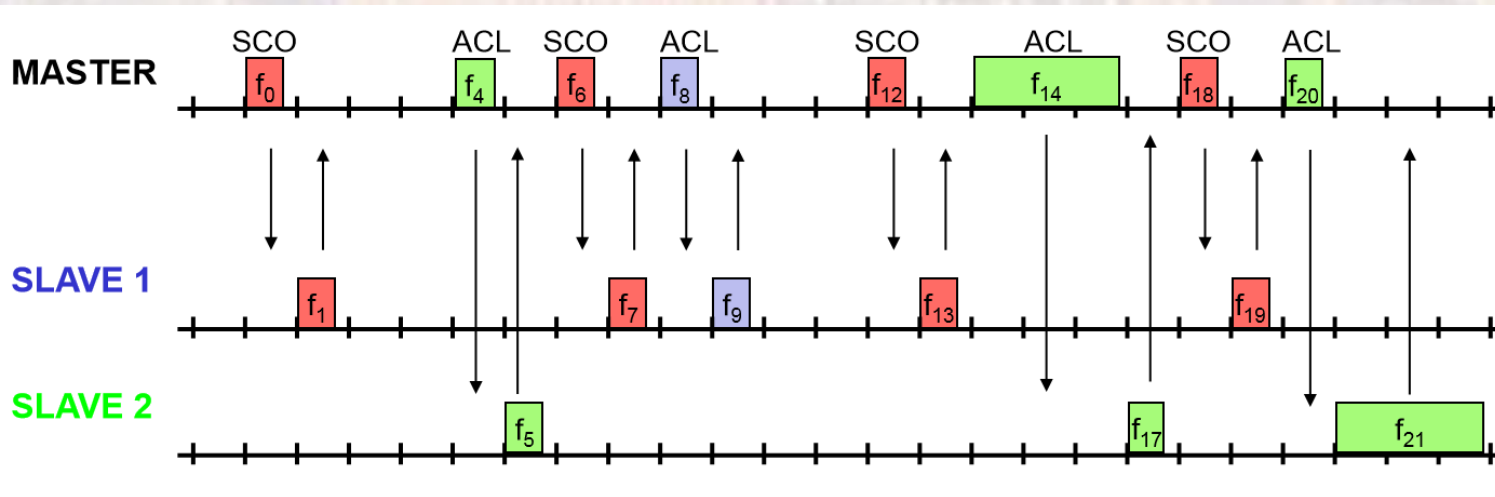 SCO ACL SCO ACL SCO ACL SCO ACL
MASTER f0 f4 f6 f8 f12 f14 f18 f20
SLAVE 1 f1 f7 f9 f13 f19
SLAVE 2 f5 f17 f21